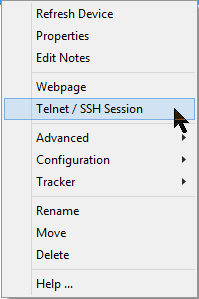 Refresh Device
Properties
Edit Notes
Webpage
Telnet / SSH Session
Advanced
Configuration
Tracker
Rename
Move
Delete
Help ...